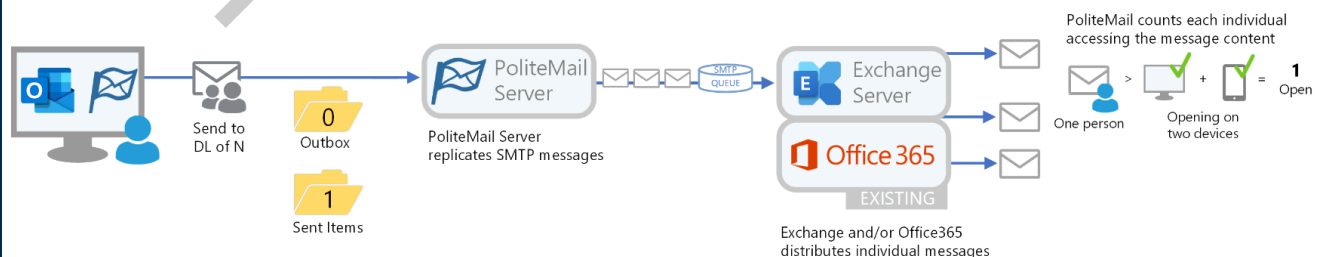 Send to
DL of N
0
Outbox
1
Sent Items
PoliteMail
Server
PoliteMail Server
replicates SMTP messages
SMTP
QUEUE
E
Exchange
Server
Office 365
EXISTING
Exchange and/or Office365
distributes individual messages
PoliteMail counts each individual
accessing the message content
>
+
=
1
Open
One person
Opening on
two devices